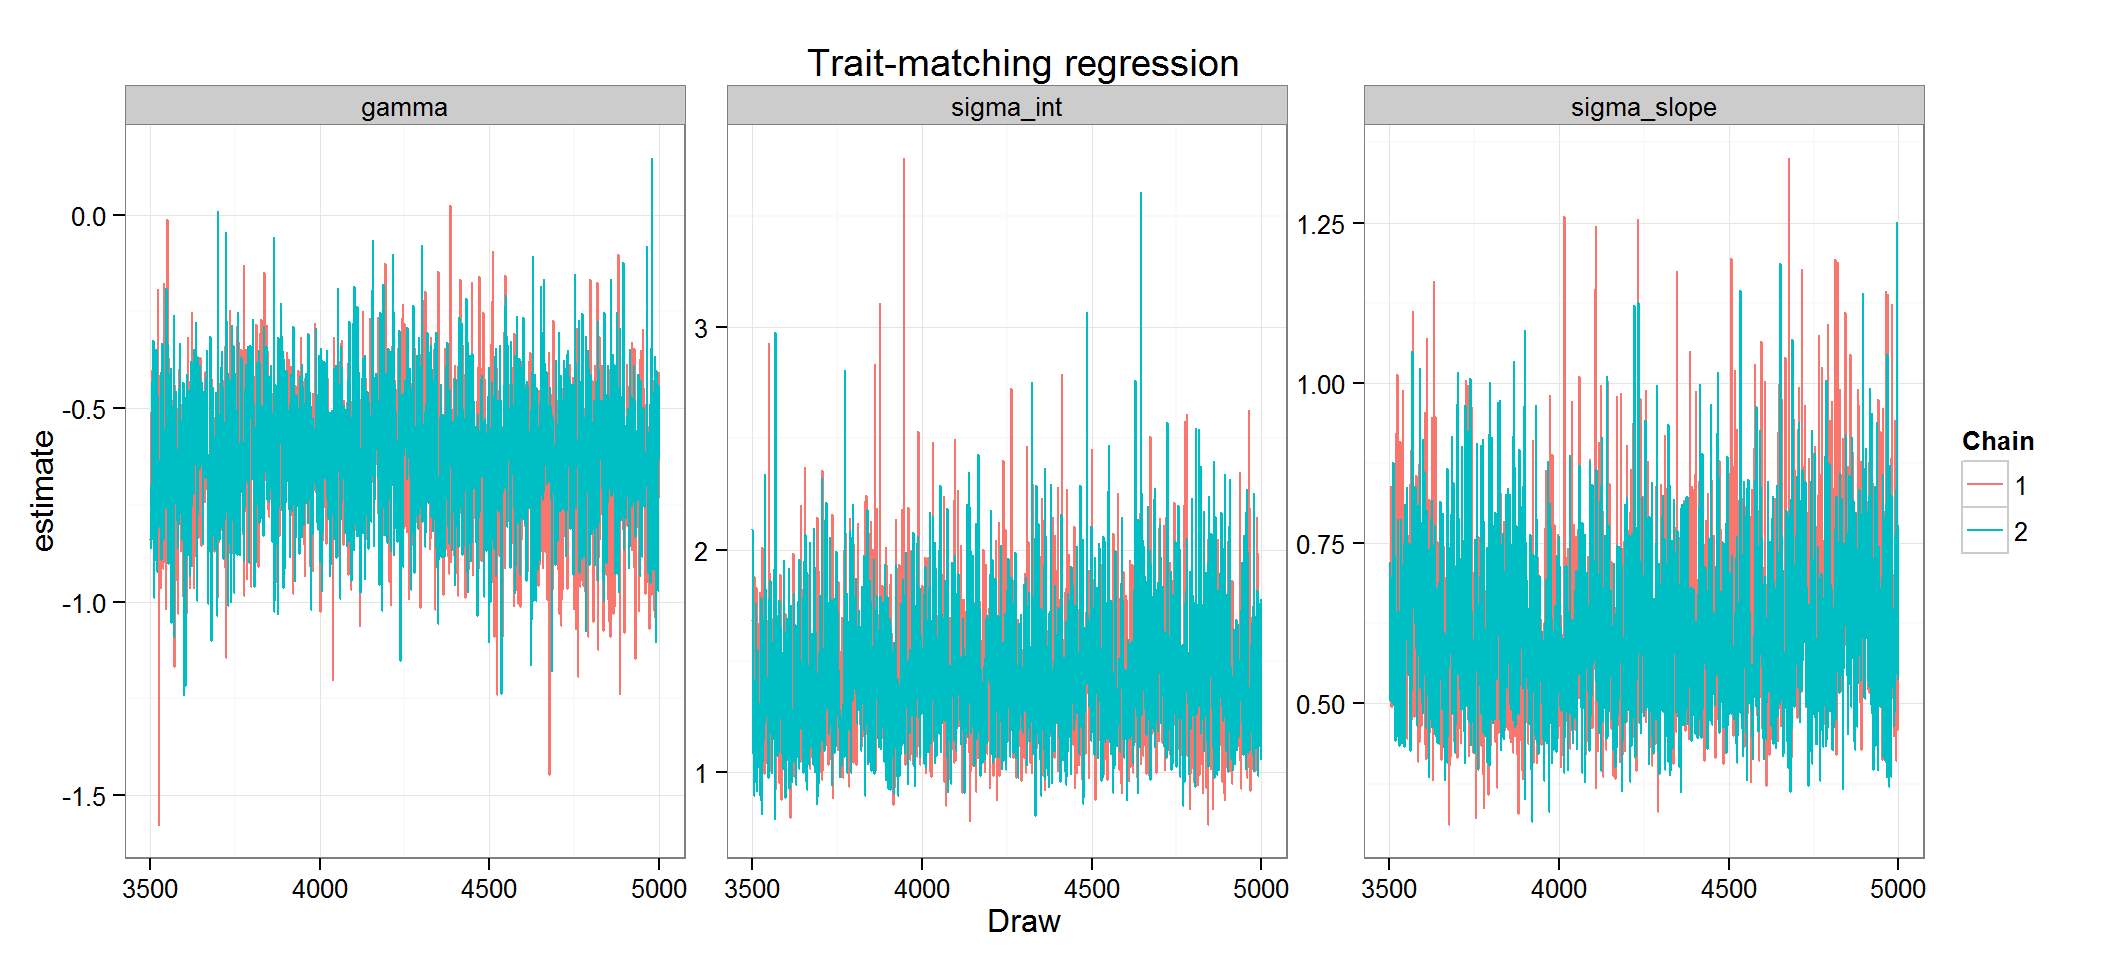 Trait-matching regression
gamma
sigma_int
sigma_slope
estimate
0.0
-0.5
-1.0
-1.5
3
2
1
1.25
1.00
0.75
0.50
3500 4000 4500 5000
3500 4000 4500 5000
3500 4000 4500 5000
Draw
Chain
1
2